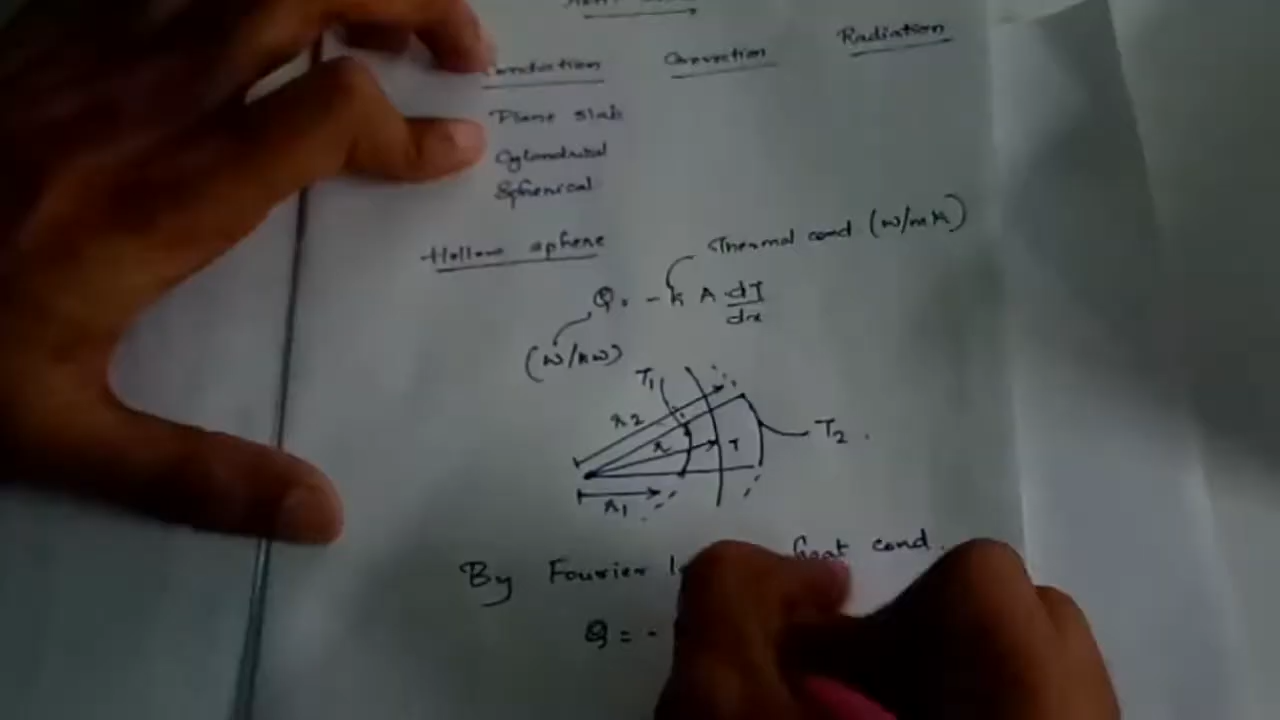 Conduction Convection Radiation
Plane slab
Cylindrical
Spherical
Hollow sphere
Thermal cond (W/mK)
Q = - k A dT/dx
(W/kW)
T1
r2
r T
T2
r1
By Fourier heat cond.
Q = -